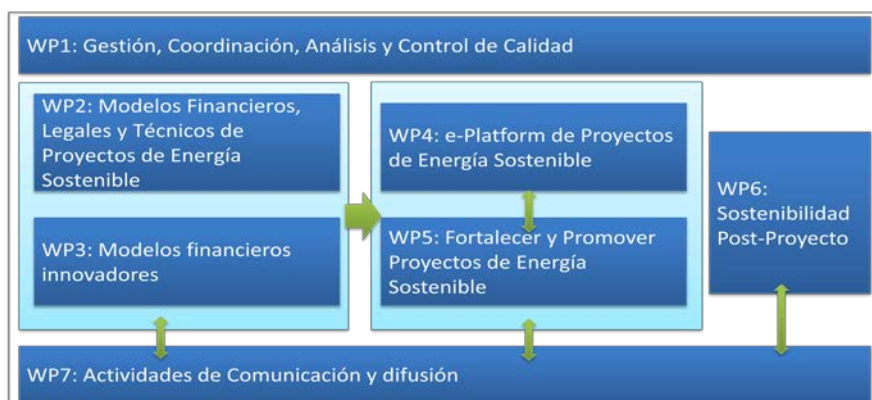 WP1: Gestión, Coordinación, Análisis y Control de Calidad
WP2: Modelos Financieros,
Legales y Técnicos de
Proyectos de Energía
Sostenible
WP3: Modelos financieros
innovadores
WP4: e-Platform de Proyectos
de Energía Sostenible
WP5: Fortalecer y Promover
Proyectos de Energía
Sostenible
WP6:
Sostenibilidad
Post-Proyecto
WP7: Actividades de Comunicación y difusión